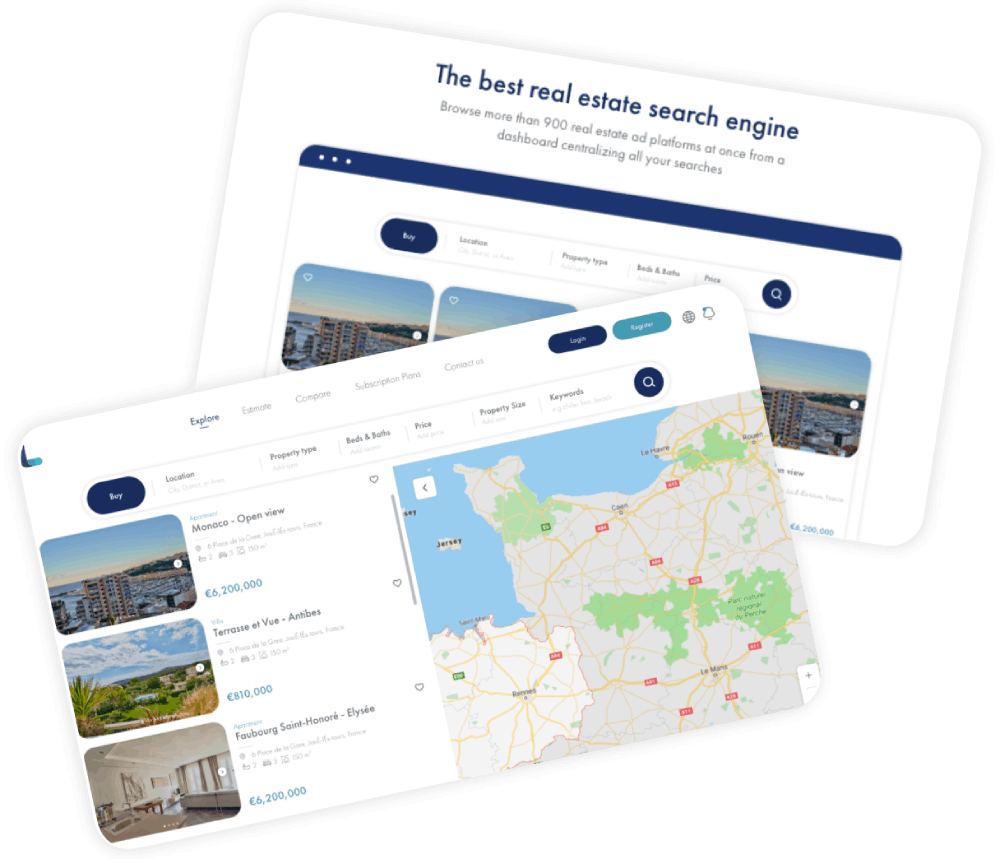 The best real estate search engine
Browse more than 900 real estate ad platforms at once from a
dashboard centralizing all your searches
Buy
Location
City, District, or Area
Property type
Add type
Beds & Baths
Add rooms
Price
€6,200,000
Login
Register
Explore
Estimate
Compare
Subscription Plans
Contact us
Buy
Location
City, District, or Area
Property type
Add type
Beds & Baths
Add rooms
Price
Add price
Property Size
Add size
Keywords
Apartment
Monaco - Open view
6 Place de la Gare, Joué-lès-tours, France
2 3 150 m²
€6,200,000
Villa
Terrasse et Vue - Antibes
6 Place de la Gare, Joué-lès-tours, France
2 3 150 m²
€810,000
Apartment
Faubourg Saint-Honoré - Elysée
6 Place de la Gare, Joué-lès-tours, France
2 3 150 m²
€6,200,000
Le Havre
Rouen
Caen
Jersey
Saint-Malo
Rennes
Le Mans
Parc naturel
régional
du Perche